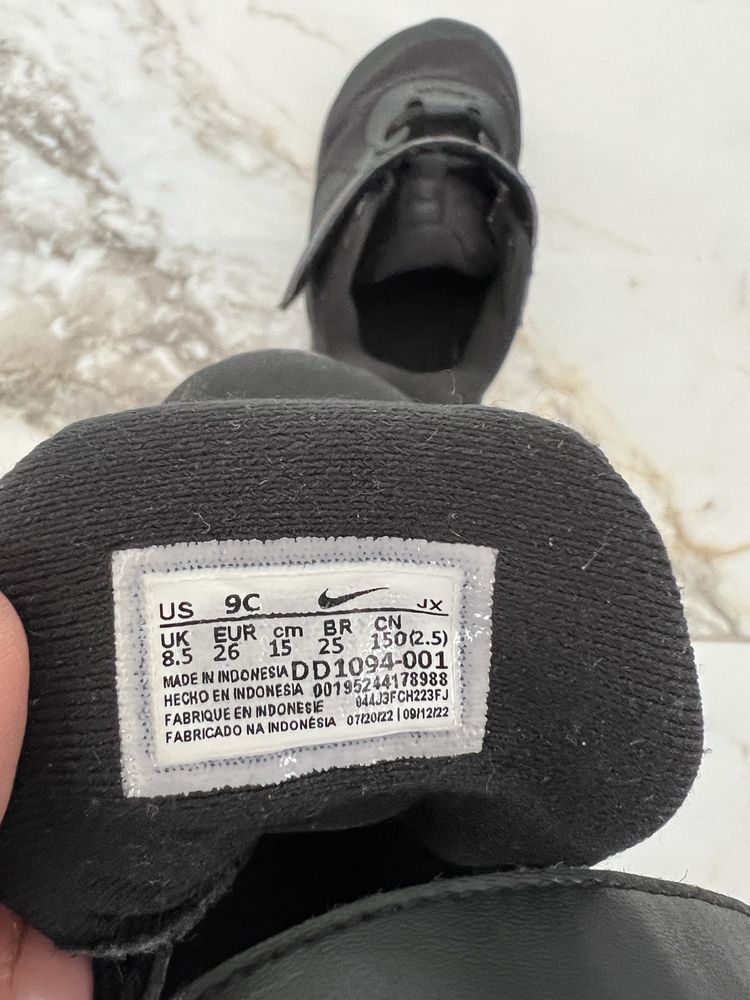 US 9C JX
UK EUR cm BR CN
8.5 26 15 25 150(2.5)
MADE IN INDONESIA DD1094-001
HECHO EN INDONESIA 00195244178988
FABRIQUE EN INDONESIE 044J3FCH223FJ
FABRICADO NA INDONÉSIA 07/20/22 | 09/12/22